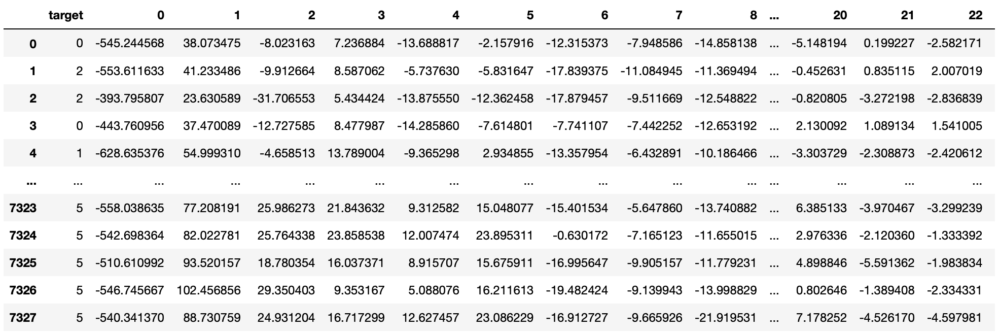 target 0 1 2 3 4 5 6 7 8 ... 20 21 22
0 0 -545.244568 38.073475 -8.023163 7.236884 -13.688817 -2.157916 -12.315373 -7.948586 -14.858138 ... -5.148194 0.199227 -2.582171
1 2 -553.611633 41.233486 -9.912664 8.587062 -5.737630 -5.831647 -17.839375 -11.084945 -11.369494 ... -0.452631 0.835115 2.007019
2 2 -393.795807 23.630589 -31.706553 5.434424 -13.875550 -12.362458 -17.879457 -9.511669 -12.548822 ... -0.820805 -3.272198 -2.836839
3 0 -443.760956 37.470089 -12.727585 8.477987 -14.285860 -7.614801 -7.741107 -7.442252 -12.653192 ... 2.130092 1.089134 1.541005
4 1 -628.635376 54.999310 -4.658513 13.789004 -9.365298 2.934855 -13.357954 -6.432891 -10.186466 ... -3.303729 -2.308873 -2.420612
... ... ... ... ... ... ... ... ... ... ... ... ... ... ...
7323 5 -558.038635 77.208191 25.986273 21.843632 9.312582 15.048077 -15.401534 -5.647860 -13.740882 ... 6.385133 -3.970467 -3.299239
7324 5 -542.698364 82.022781 25.764338 23.858538 12.007474 23.895311 -0.630172 -7.165123 -11.655015 ... 2.976336 -2.120360 -1.333392
7325 5 -510.610992 93.520157 18.780354 16.037371 8.915707 15.675911 -16.995647 -9.905157 -11.779231 ... 4.898846 -5.591362 -1.983834
7326 5 -546.745667 102.456856 29.350403 9.353167 5.088076 16.211613 -19.482424 -9.139943 -13.998829 ... 0.802646 -1.389408 -2.334331
7327 5 -540.341370 88.730759 24.931204 16.717299 12.627457 23.086229 -16.912727 -9.665926 -21.919531 ... 7.178252 -4.526170 -4.597981